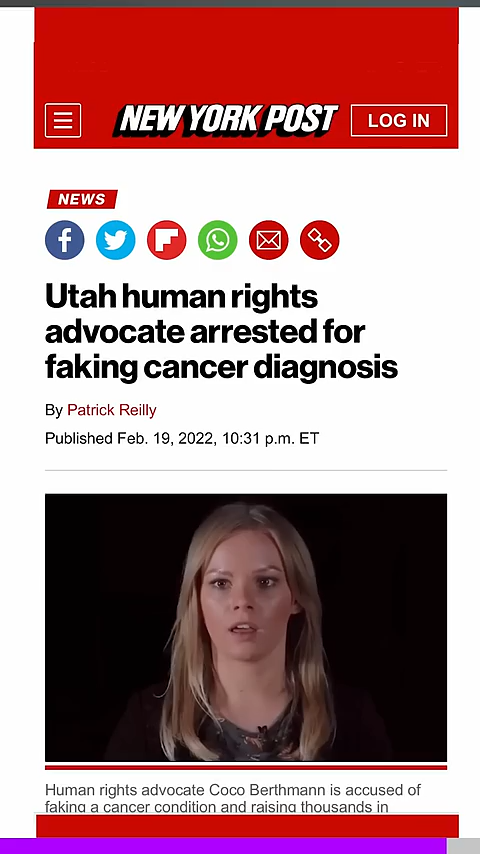 NEW YORK POST
LOG IN
NEWS
Utah human rights
advocate arrested for
faking cancer diagnosis
By Patrick Reilly
Published Feb. 19, 2022, 10:31 p.m. ET
Human rights advocate Coco Berthmann is accused of
faking a cancer condition and raising thousands in